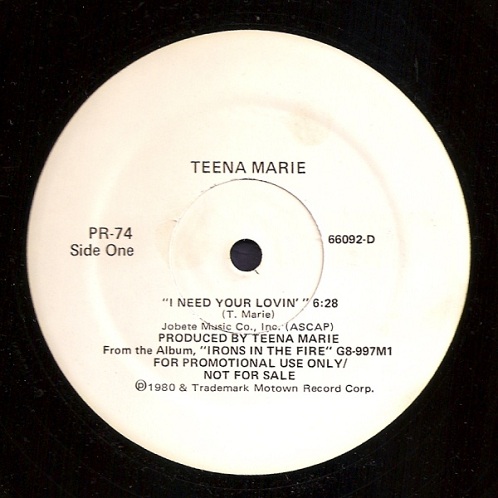 TEENA MARIE
PR-74
Side One
66092-D
"I NEED YOUR LOVIN' " 6:28
(T. Marie)
Jobete Music Co., Inc. (ASCAP)
PRODUCED BY TEENA MARIE
From the Album, "IRONS IN THE FIRE" G8-997M1
FOR PROMOTIONAL USE ONLY/
NOT FOR SALE
℗1980 & Trademark Motown Record Corp.